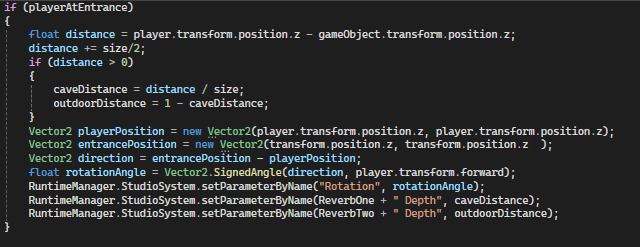 if (playerAtEntrance)
{
float distance = player.transform.position.z - gameObject.transform.position.z;
distance += size/2;
if (distance > 0)
{
caveDistance = distance / size;
outdoorDistance = 1 - caveDistance;
}
Vector2 playerPosition = new Vector2(player.transform.position.z, player.transform.position.z);
Vector2 entrancePosition = new Vector2(transform.position.z, transform.position.z  );
Vector2 direction = entrancePosition - playerPosition;
float rotationAngle = Vector2.SignedAngle(direction, player.transform.forward);
RuntimeManager.StudioSystem.setParameterByName("Rotation", rotationAngle);
RuntimeManager.StudioSystem.setParameterByName(ReverbOne + " Depth", caveDistance);
RuntimeManager.StudioSystem.setParameterByName(ReverbTwo + " Depth", outdoorDistance);
}